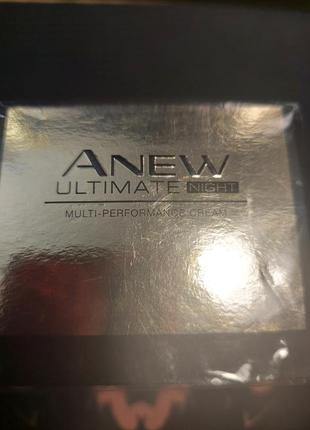 ANEW
ULTIMATE NIGHT
MULTI-PERFORMANCE CREAM